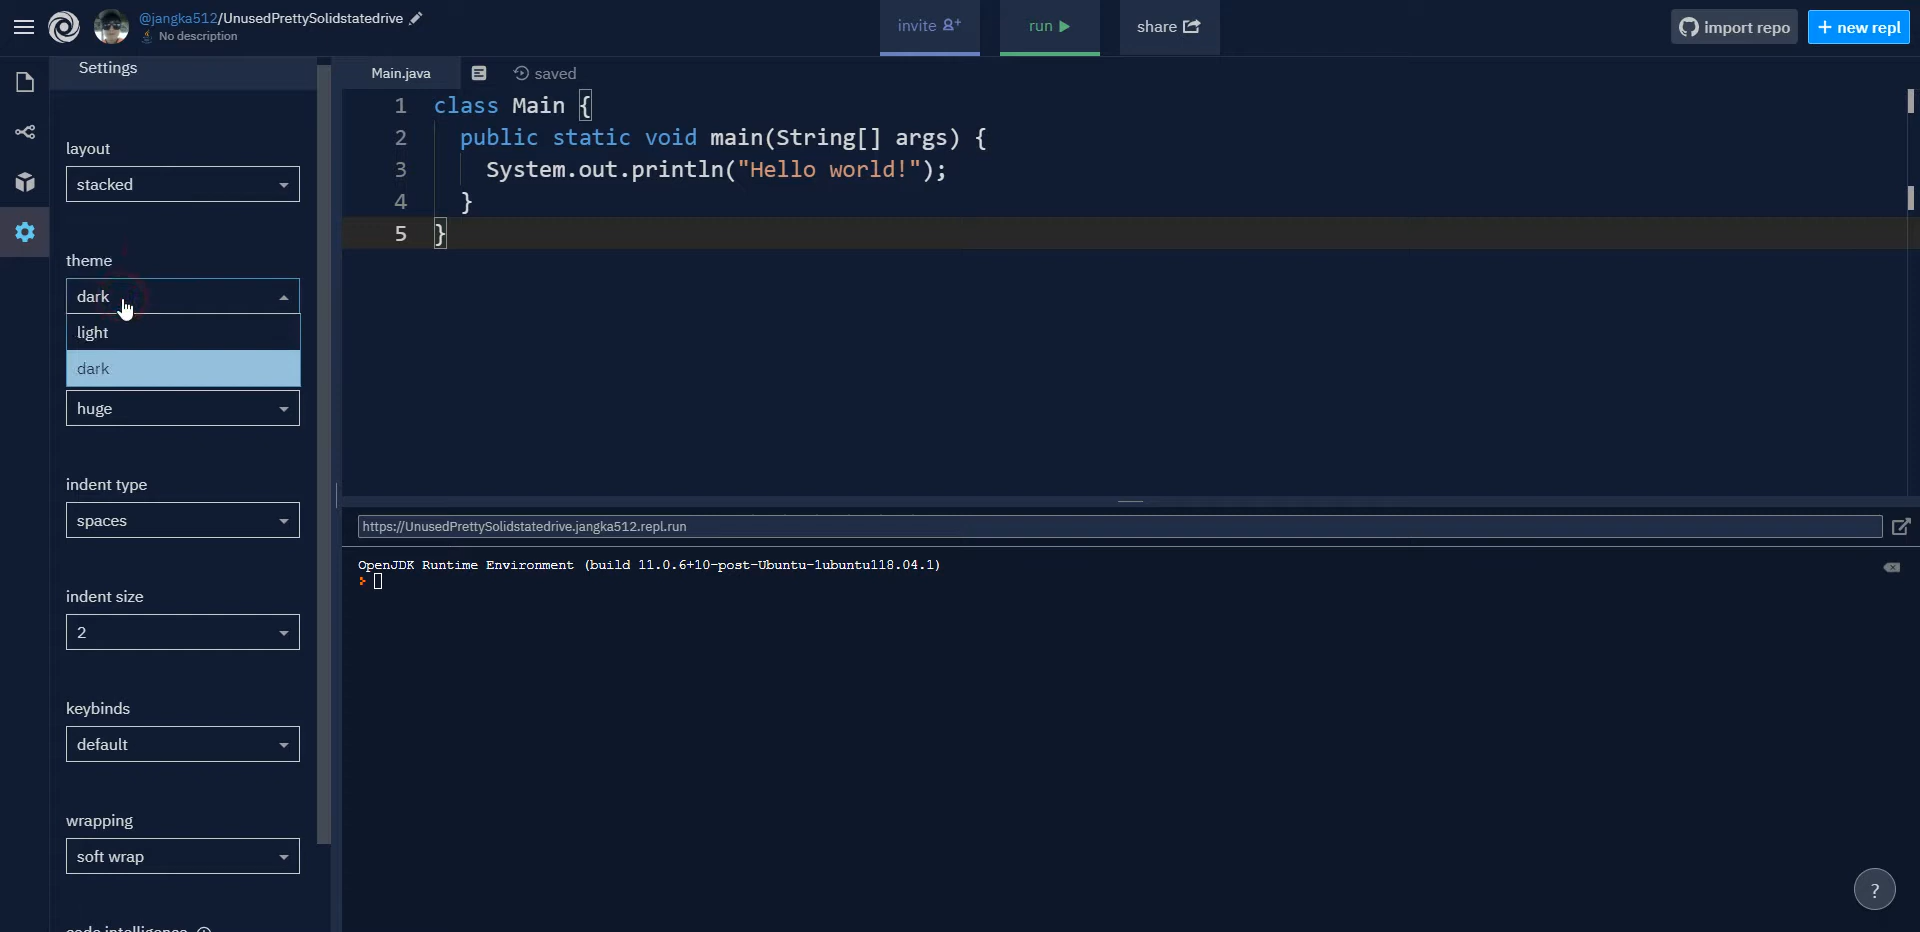 @jangka512/UnusedPrettySolidstatedrive
No description
invite
run
share
import repo
+ new repl
Settings
layout
stacked
theme
dark
light
dark
huge
indent type
spaces
indent size
2
keybinds
default
wrapping
soft wrap
code intelligence
Main.java
saved
1 class Main {
2 public static void main(String[] args) {
3 System.out.println("Hello world!");
4 }
5 }
https://UnusedPrettySolidstatedrive.jangka512.repl.run
OpenJDK Runtime Environment (build 11.0.6+10-post-Ubuntu-1ubuntu118.04.1)
>
?